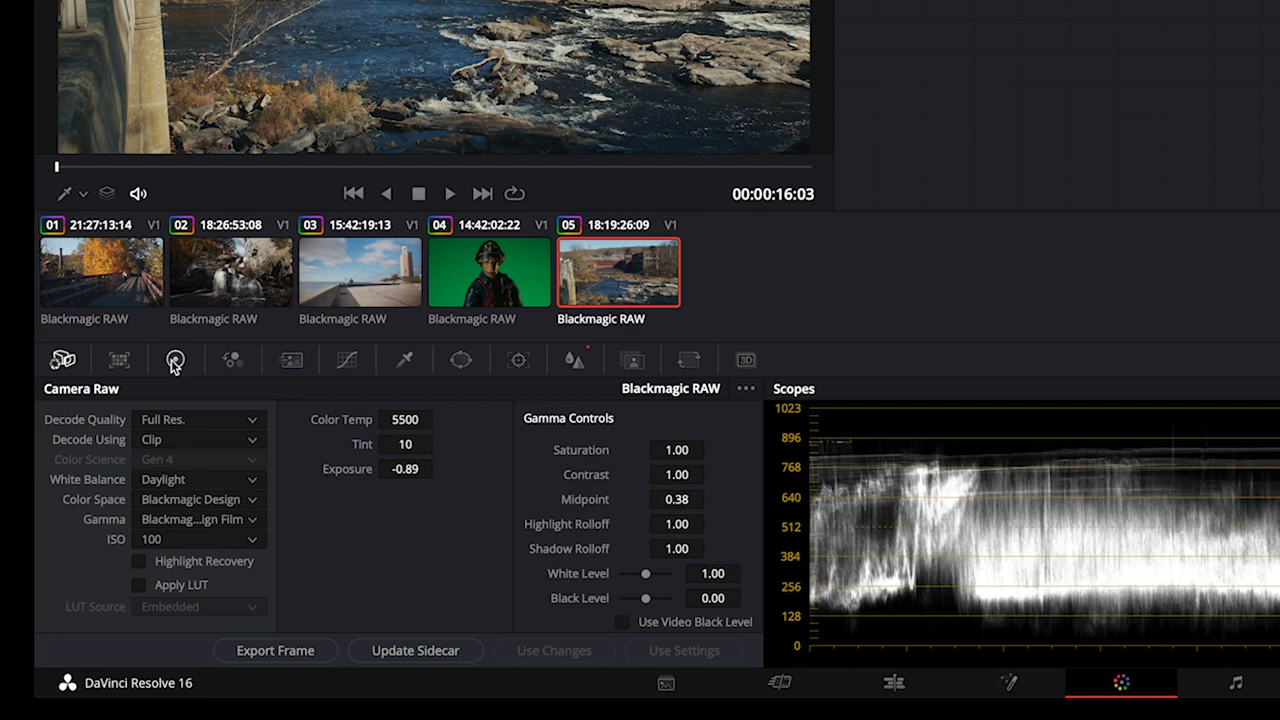 00:00:16:03
01 21:27:13:14 V1 02 18:26:53:08 V1 03 15:42:19:13 V1 04 14:42:02:22 V1 05 18:19:26:09 V1
Blackmagic RAW Blackmagic RAW Blackmagic RAW Blackmagic RAW Blackmagic RAW
3D
Camera Raw Blackmagic RAW ••• Scopes
Decode Quality Full Res.
Decode Using Clip
Color Science Gen 4
White Balance Daylight
Color Space Blackmagic Design
Gamma Blackmag...ign Film
ISO 100
Highlight Recovery
Apply LUT
LUT Source Embedded
Color Temp 5500
Tint 10
Exposure -0.89
Gamma Controls
Saturation 1.00
Contrast 1.00
Midpoint 0.38
Highlight Rolloff 1.00
Shadow Rolloff 1.00
White Level 1.00
Black Level 0.00
Use Video Black Level
1023
896
768
640
512
384
256
128
0
Export Frame Update Sidecar Use Changes Use Settings
DaVinci Resolve 16